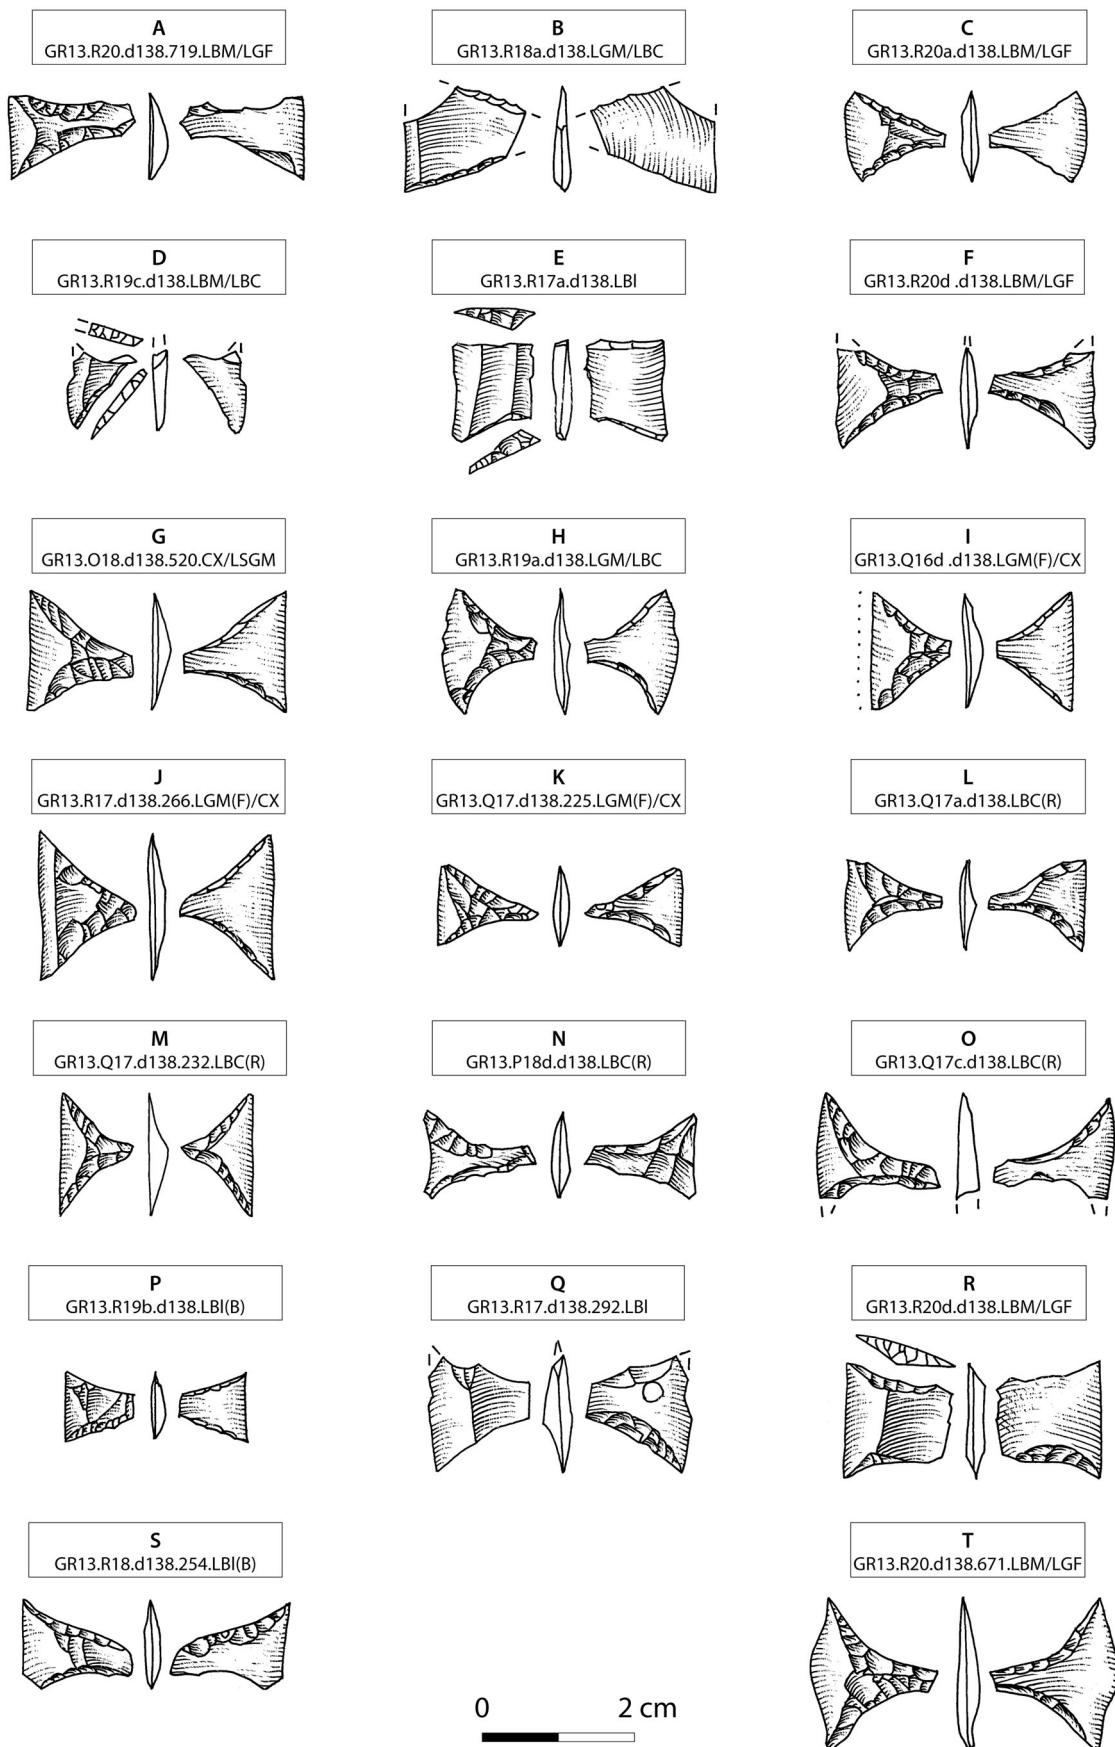 A
GR13.R20.d138.719.LBM/LGF
B
GR13.R18a.d138.LGM/LBC
C
GR13.R20a.d138.LBM/LGF
D
GR13.R19c.d138.LBM/LBC
E
GR13.R17a.d138.LBl
F
GR13.R20d .d138.LBM/LGF
G
GR13.O18.d138.520.CX/LSGM
H
GR13.R19a.d138.LGM/LBC
I
GR13.Q16d .d138.LGM(F)/CX
J
GR13.R17.d138.266.LGM(F)/CX
K
GR13.Q17.d138.225.LGM(F)/CX
L
GR13.Q17a.d138.LBC(R)
M
GR13.Q17.d138.232.LBC(R)
N
GR13.P18d.d138.LBC(R)
O
GR13.Q17c.d138.LBC(R)
P
GR13.R19b.d138.LBl(B)
Q
GR13.R17.d138.292.LBl
R
GR13.R20d.d138.LBM/LGF
S
GR13.R18.d138.254.LBl(B)
T
GR13.R20.d138.671.LBM/LGF
0 2 cm